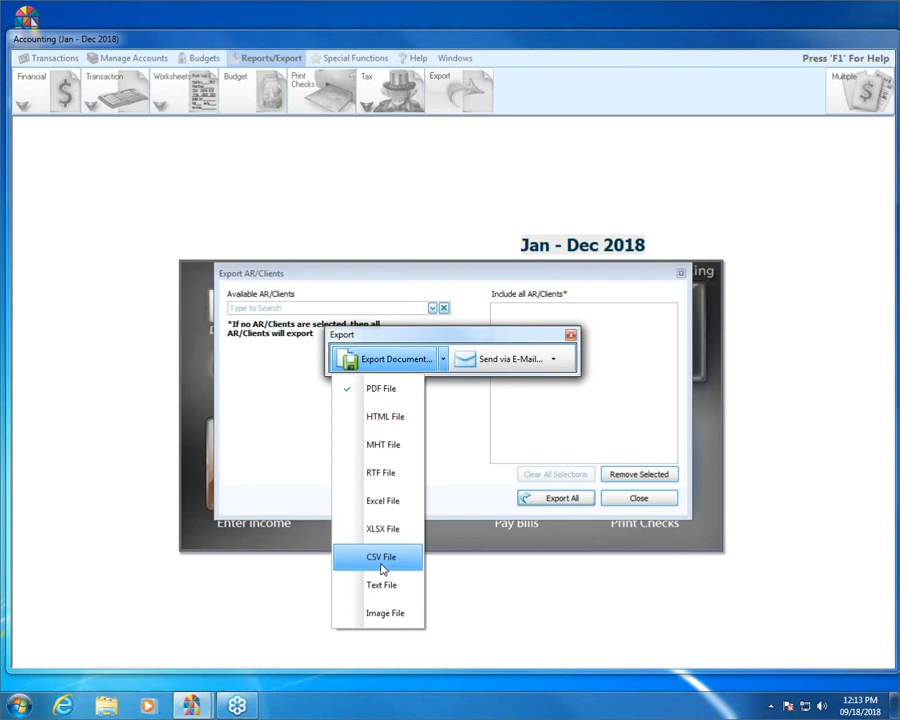 Accounting (Jan - Dec 2018)
Transactions Manage Accounts Budgets Reports/Export Special Functions Help Windows Press 'F1' For Help
Financial Transaction Worksheets Budget Print Checks Tax Export Multiple
Jan - Dec 2018
Export AR/Clients
Available AR/Clients Include all AR/Clients*
Type to Search
*If no AR/Clients are selected, then all
AR/Clients will export
Export
Export Document... Send via E-Mail...
PDF File
HTML File
MHT File
RTF File
Excel File
XLSX File
CSV File
Text File
Image File
Clear All Selections Remove Selected
Export All Close
Enter Income Pay Bills Print Checks
12:13 PM
09/18/2018